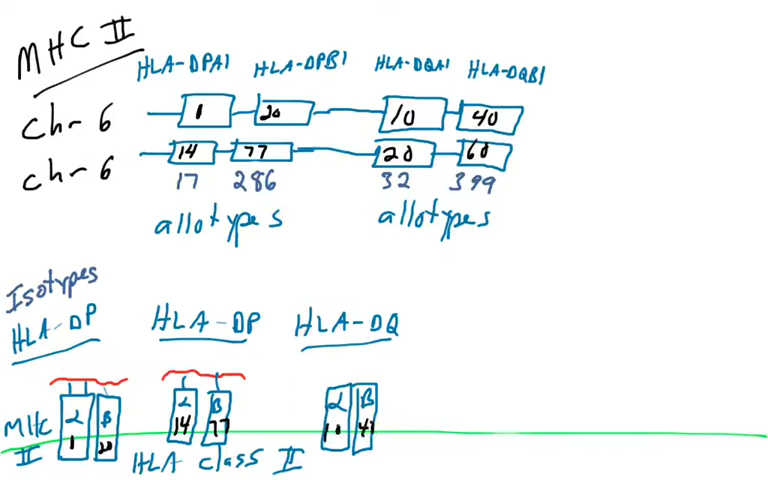 MHC II
HLA-DPA1 HLA-DPB1 HLA-DQA1 HLA-DQB1
Chr 6 1 20 10 40
Chr 6 14 77 20 60
17 286 32 399
allotypes allotypes
Isotypes
HLA-DP HLA-DP HLA-DQ
α β α B α B
MHC II 1 20 14 77 10
HLA class II